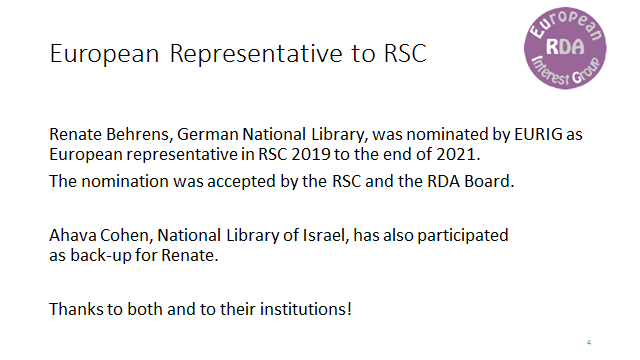 European Representative to RSC
European
RDA
Interest Group
Renate Behrens, German National Library, was nominated by EURIG as
European representative in RSC 2019 to the end of 2021.
The nomination was accepted by the RSC and the RDA Board.
Ahava Cohen, National Library of Israel, has also participated
as back-up for Renate.
Thanks to both and to their institutions!
4